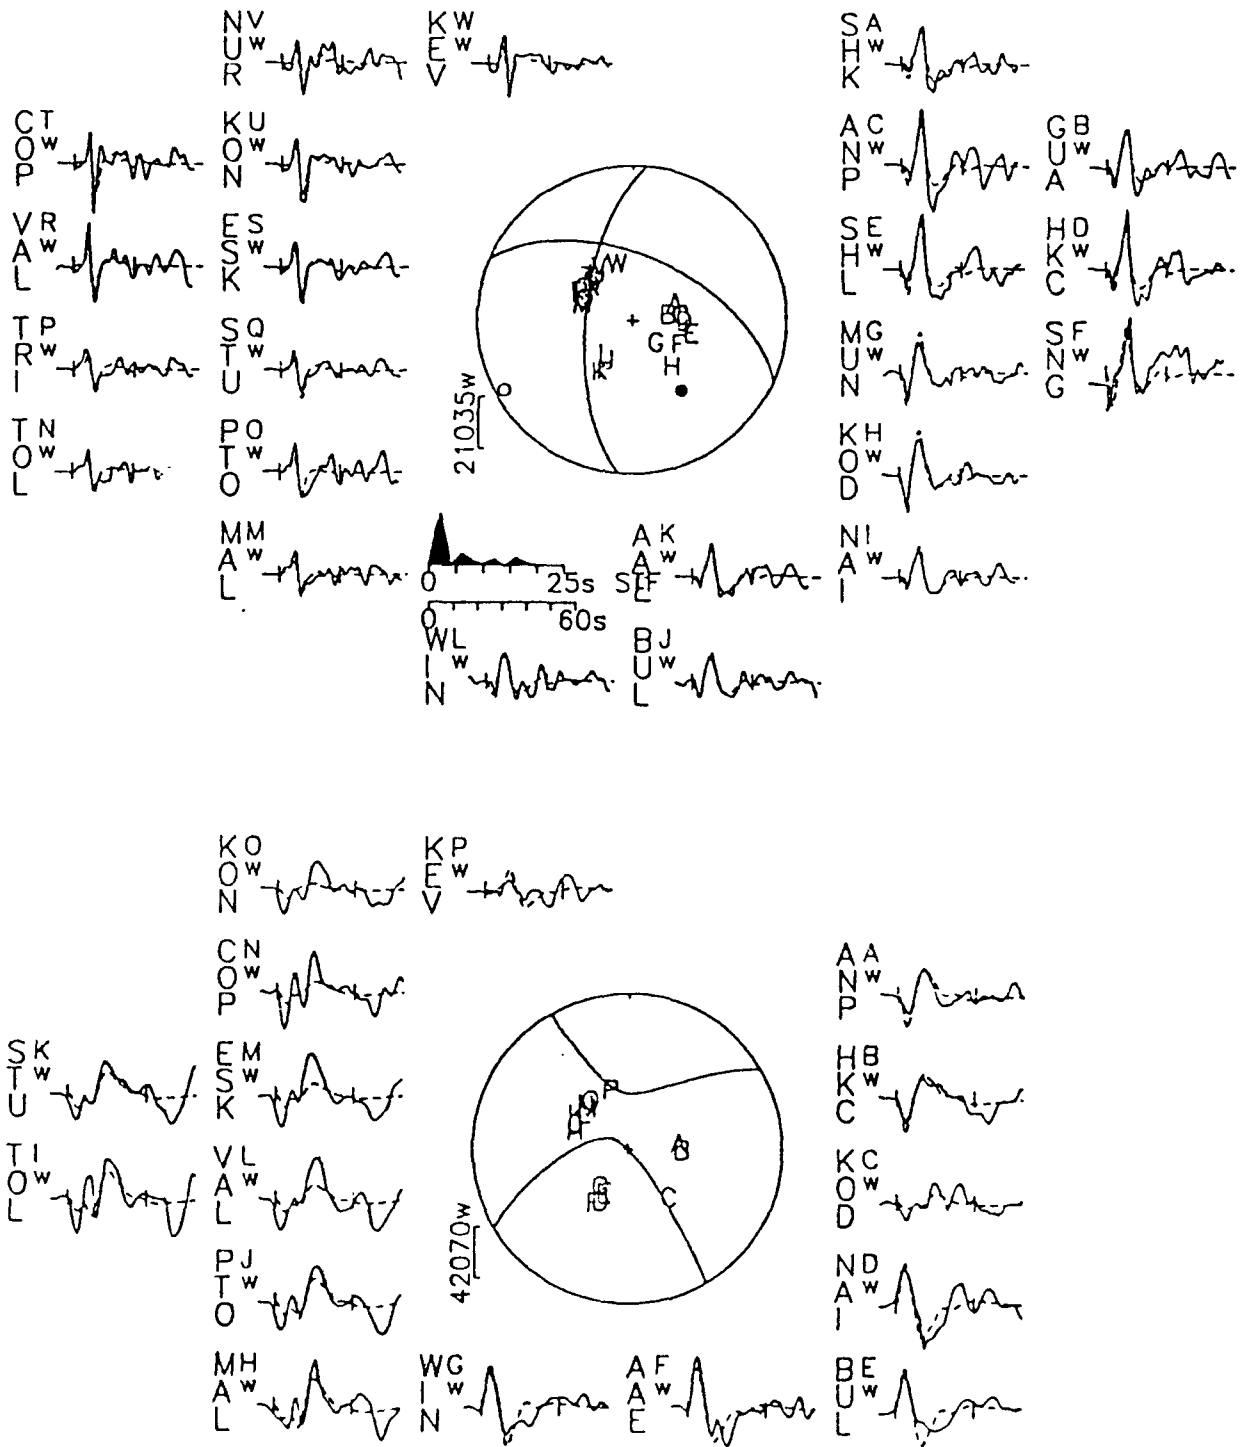 NUR V w
KEV W w
SHK A w
COP T w
KON U w
ANP C w
GUA B w
VAL R w
ESK S w
SHL E w
HKC D w
TRI P w
STU Q w
MUN G w
SNG F w
TOL N w
PTO O w
KOD H w
MAL M w
AAE K w
NAI I w
WIN L w
BUL J w
W
A
B D
E
G F
H
J
K
21035w
0 25s STF
0 60s
KON O w
KEV P w
COP N w
ANP A w
STU K w
ESK M w
HKC B w
TOL I w
VAL L w
KOD C w
PTO J w
NAI D w
MAL H w
WIN G w
AAE F w
BUL E w
P
A B
C
42070w